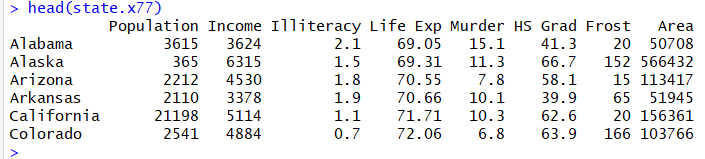 > head(state.x77)
           Population Income Illiteracy Life Exp Murder HS Grad Frost   Area
Alabama          3615   3624        2.1    69.05   15.1    41.3    20  50708
Alaska            365   6315        1.5    69.31   11.3    66.7   152 566432
Arizona          2212   4530        1.8    70.55    7.8    58.1    15 113417
Arkansas         2110   3378        1.9    70.66   10.1    39.9    65  51945
California      21198   5114        1.1    71.71   10.3    62.6    20 156361
Colorado         2541   4884        0.7    72.06    6.8    63.9   166 103766
>